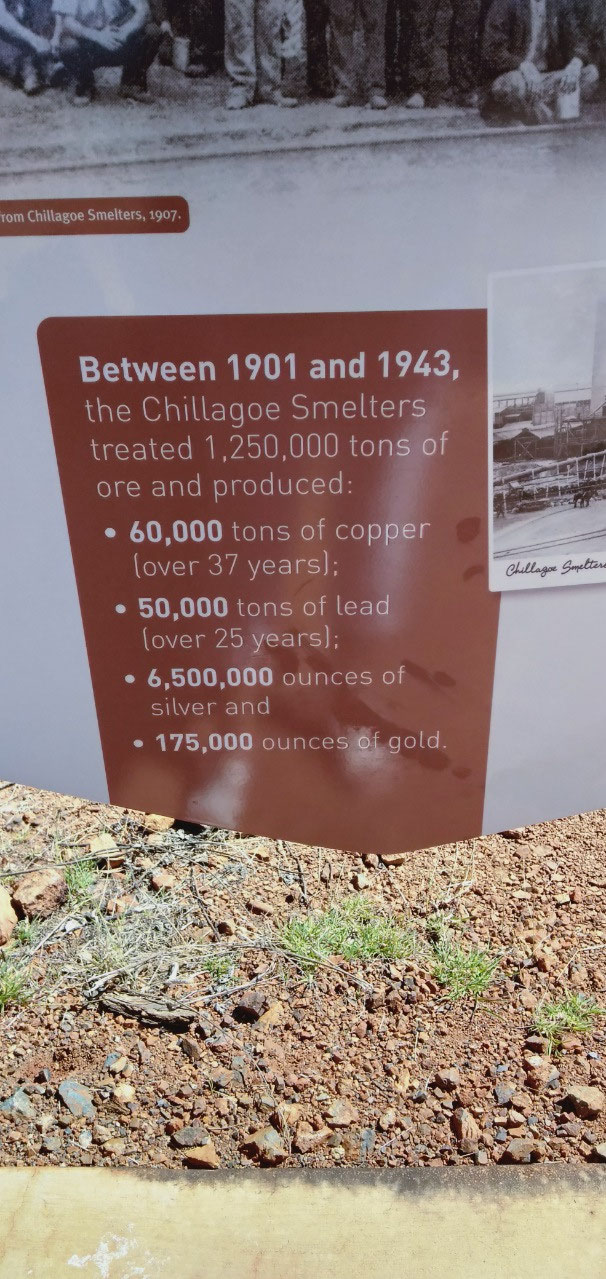 from Chillagoe Smelters, 1907.
Between 1901 and 1943,
the Chillagoe Smelters
treated 1,250,000 tons of
ore and produced:
• 60,000 tons of copper
(over 37 years);
• 50,000 tons of lead
(over 25 years);
• 6,500,000 ounces of
silver and
• 175,000 ounces of gold.
Chillagoe Smelters